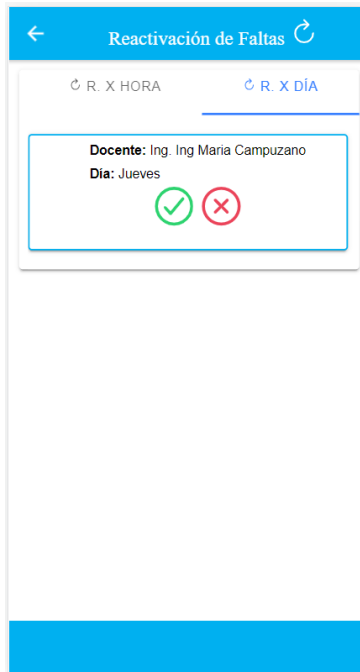 Reactivación de Faltas
R. X HORA
R. X DÍA
Docente: Ing. Ing Maria Campuzano
Día: Jueves